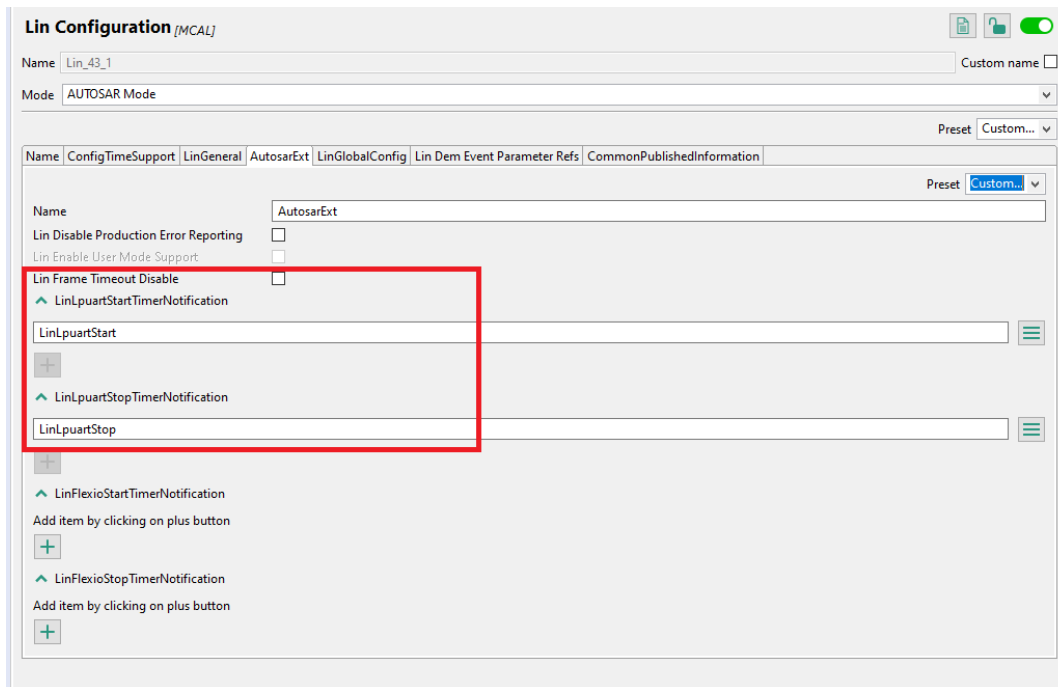 Lin Configuration [MCAL]
Name Lin_43_1 Custom name
Mode AUTOSAR Mode
Preset Custom...
Name ConfigTimeSupport LinGeneral AutosarExt LinGlobalConfig Lin Dem Event Parameter Refs CommonPublishedInformation
Preset Custom...
Name AutosarExt
Lin Disable Production Error Reporting
Lin Enable User Mode Support
Lin Frame Timeout Disable
LinLpuartStartTimerNotification
LinLpuartStart
LinLpuartStopTimerNotification
LinLpuartStop
LinFlexioStartTimerNotification
Add item by clicking on plus button
LinFlexioStopTimerNotification
Add item by clicking on plus button